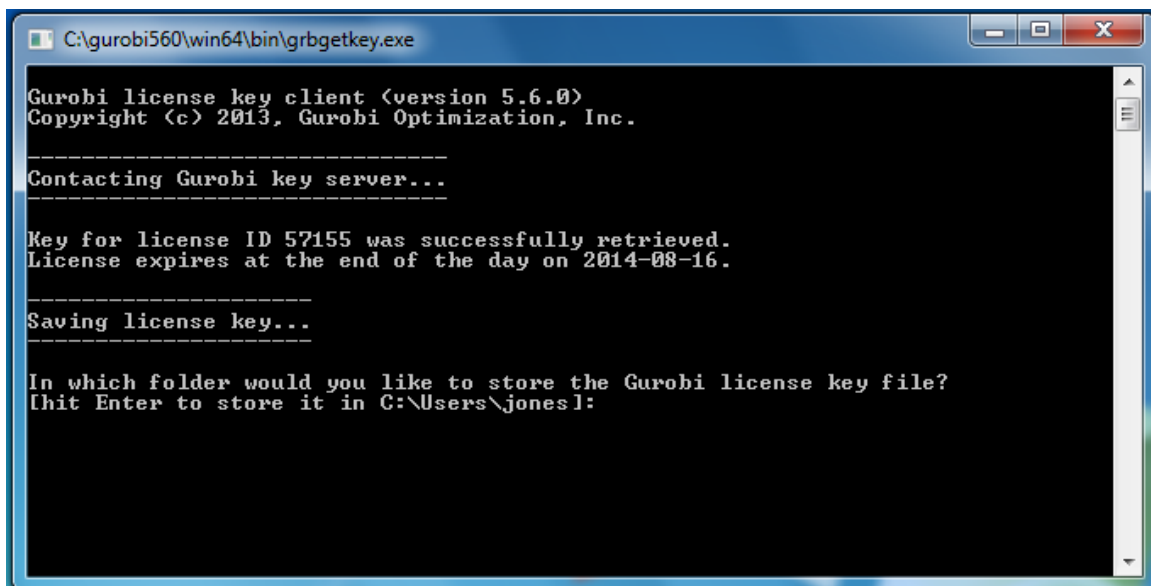 C:\gurobi560\win64\bin\grbgetkey.exe
Gurobi license key client (version 5.6.0)
Copyright (c) 2013, Gurobi Optimization, Inc.
-------------------------------
Contacting Gurobi key server...
-------------------------------
Key for license ID 57155 was successfully retrieved.
License expires at the end of the day on 2014-08-16.
---------------------
Saving license key...
---------------------
In which folder would you like to store the Gurobi license key file?
[hit Enter to store it in C:\Users\jones]: